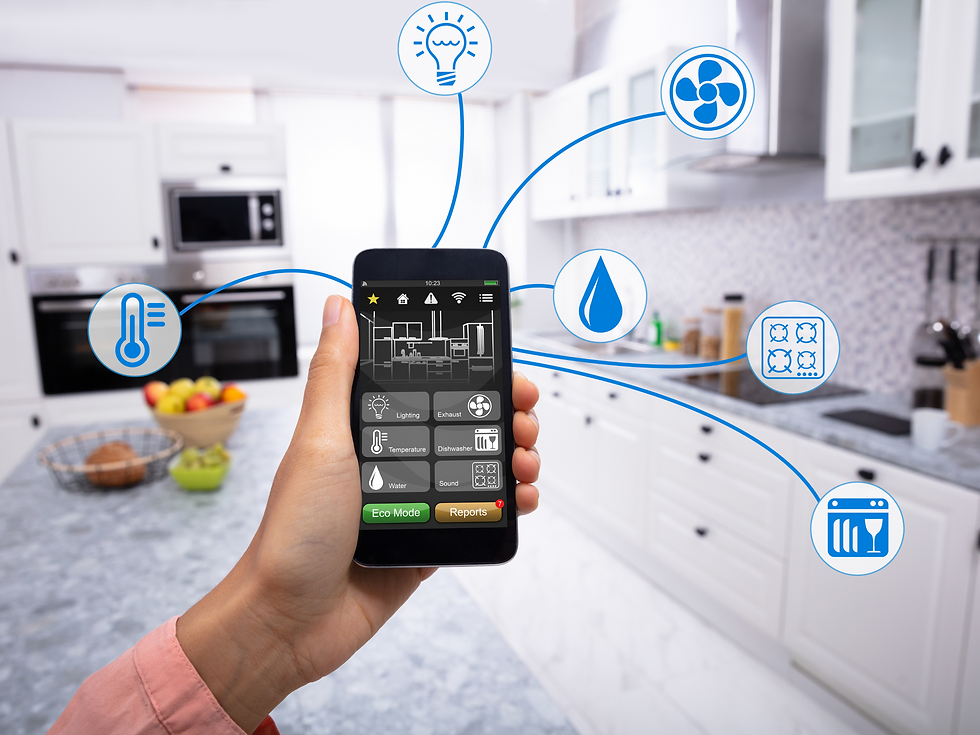 10:23
Lighting
Exhaust
Temperature
Dishwasher
Water
Sound
Eco Mode
Reports
7